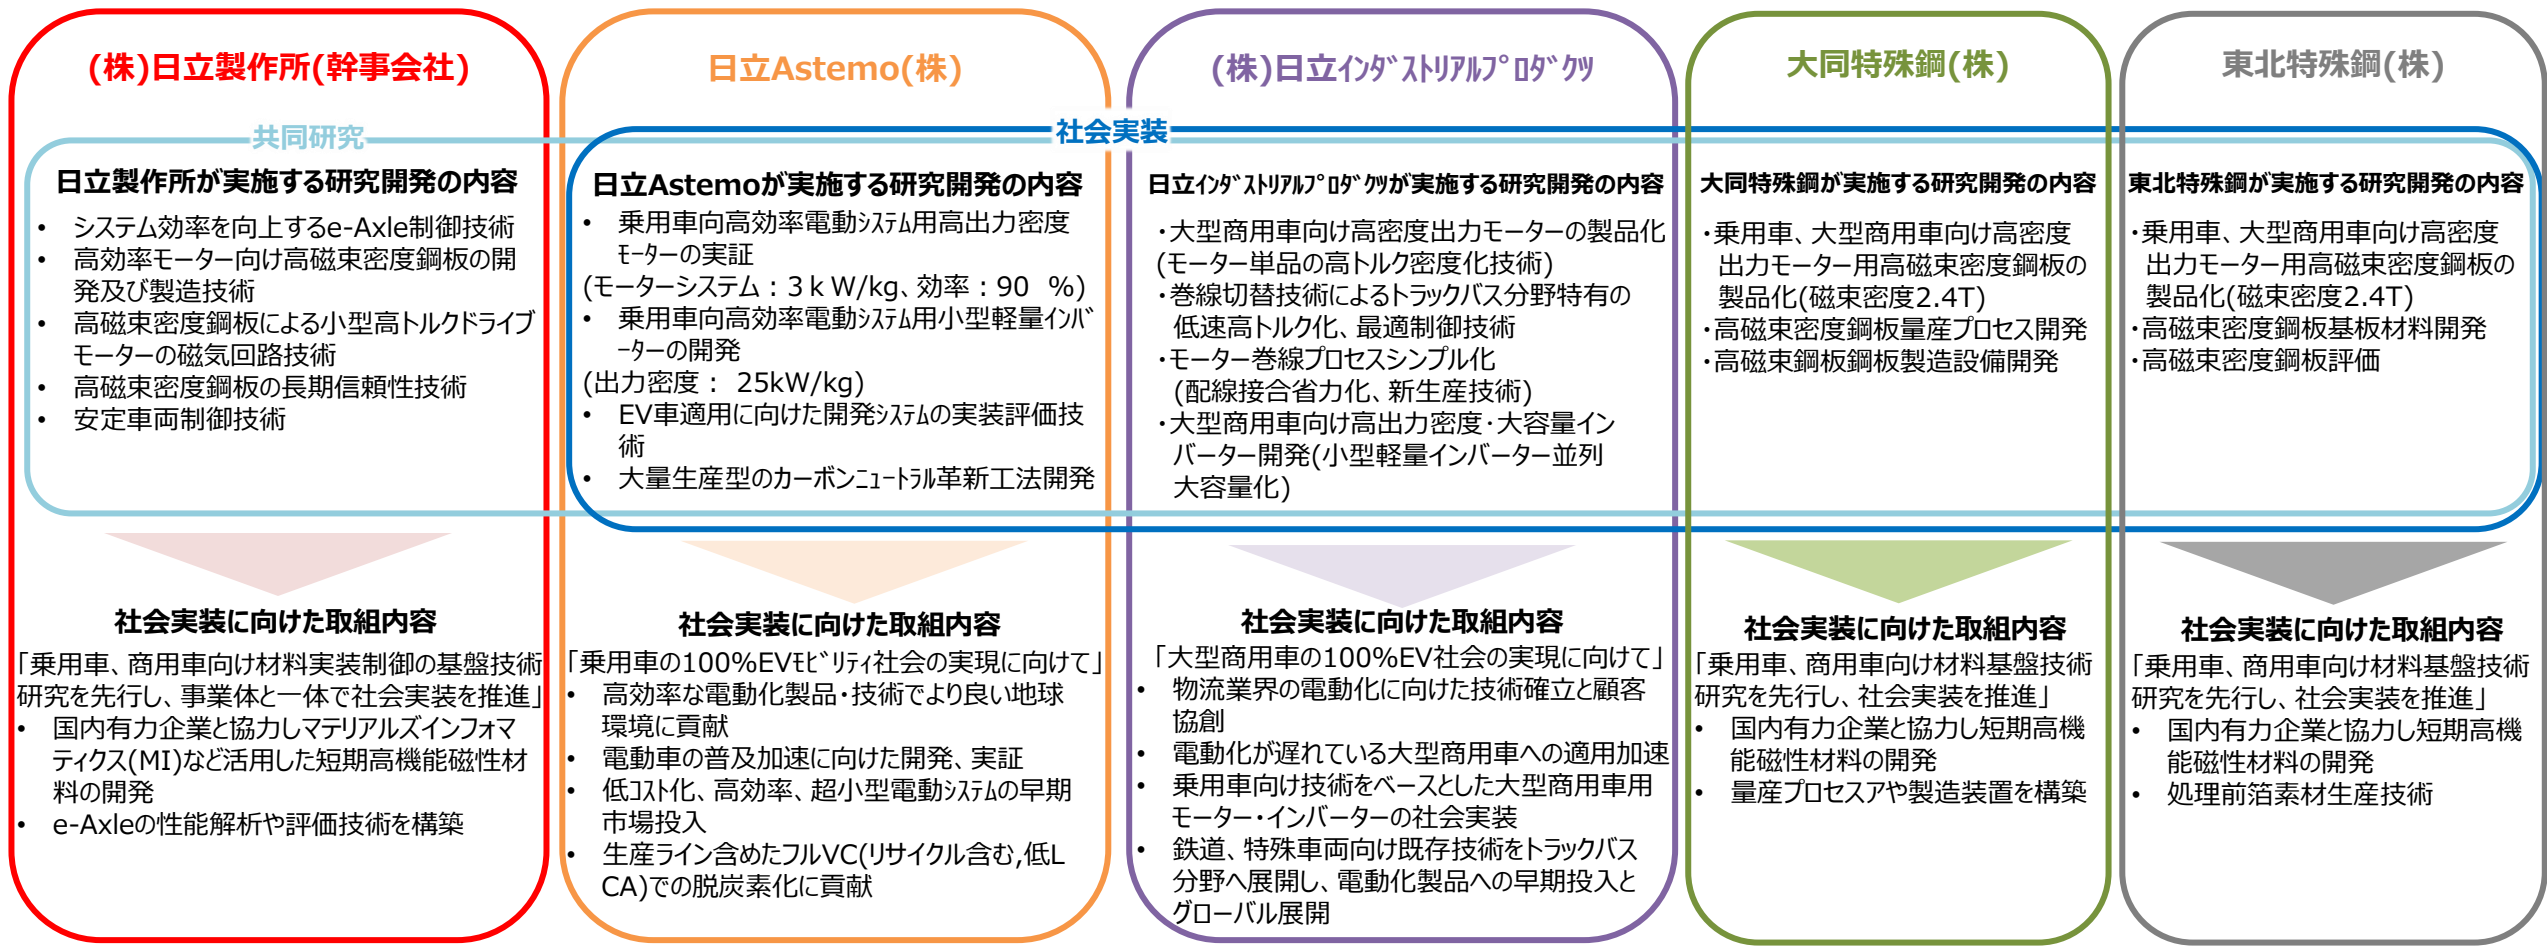 (株)日立製作所(幹事会社)
共同研究
日立製作所が実施する研究開発の内容
• システム効率を向上するe-Axle制御技術
• 高効率モーター向け高磁束密度鋼板の開
発及び製造技術
• 高磁束密度鋼板による小型高トルクドライブ
モーターの磁気回路技術
• 高磁束密度鋼板の長期信頼性技術
• 安定車両制御技術
社会実装に向けた取組内容
「乗用車、商用車向け材料実装制御の基盤技術
研究を先行し、事業体と一体で社会実装を推進」
• 国内有力企業と協力しマテリアルズインフォマ
ティクス(MI)など活用した短期高機能磁性材
料の開発
• e-Axleの性能解析や評価技術を構築
日立Astemo(株)
社会実装
日立Astemoが実施する研究開発の内容
• 乗用車向高効率電動ｼｽﾃﾑ用高出力密度
ﾓｰﾀｰの実証
(モーターシステム：3ｋW/kg、効率：90 %)
• 乗用車向高効率電動ｼｽﾃﾑ用小型軽量ｲﾝﾊﾞ
ｰﾀｰの開発
(出力密度： 25kW/kg)
• EV車適用に向けた開発ｼｽﾃﾑの実装評価技
術
• 大量生産型のカーボンﾆｭｰﾄﾗﾙ革新工法開発
社会実装に向けた取組内容
「乗用車の100%EVﾓﾋﾞﾘﾃｨ社会の実現に向けて」
• 高効率な電動化製品・技術でより良い地球
環境に貢献
• 電動車の普及加速に向けた開発、実証
• 低ｺｽﾄ化、高効率、超小型電動ｼｽﾃﾑの早期
市場投入
• 生産ライン含めたフルVC(リサイクル含む,低L
CA)での脱炭素化に貢献
(株)日立ｲﾝﾀﾞｽﾄﾘｱﾙﾌﾟﾛﾀﾞｸﾂ
日立ｲﾝﾀﾞｽﾄﾘｱﾙﾌﾟﾛﾀﾞｸﾂが実施する研究開発の内容
・大型商用車向け高密度出力モーターの製品化
(モーター単品の高トルク密度化技術)
・巻線切替技術によるトラックバス分野特有の
低速高トルク化、最適制御技術
・モーター巻線プロセスシンプル化
(配線接合省力化、新生産技術)
・大型商用車向け高出力密度・大容量イン
バーター開発(小型軽量インバーター並列
大容量化)
社会実装に向けた取組内容
「大型商用車の100%EV社会の実現に向けて」
• 物流業界の電動化に向けた技術確立と顧客
協創
• 電動化が遅れている大型商用車への適用加速
• 乗用車向け技術をベースとした大型商用車用
モーター・インバーターの社会実装
• 鉄道、特殊車両向け既存技術をトラックバス
分野へ展開し、電動化製品への早期投入と
グローバル展開
大同特殊鋼(株)
大同特殊鋼が実施する研究開発の内容
・乗用車、大型商用車向け高密度
出力モーター用高磁束密度鋼板の
製品化(磁束密度2.4T)
・高磁束密度鋼板量産プロセス開発
・高磁束鋼板鋼板製造設備開発
社会実装に向けた取組内容
「乗用車、商用車向け材料基盤技術
研究を先行し、社会実装を推進」
• 国内有力企業と協力し短期高機
能磁性材料の開発
• 量産プロセスアや製造装置を構築
東北特殊鋼(株)
東北特殊鋼が実施する研究開発の内容
・乗用車、大型商用車向け高密度
出力モーター用高磁束密度鋼板の
製品化(磁束密度2.4T)
・高磁束密度鋼板基板材料開発
・高磁束密度鋼板評価
社会実装に向けた取組内容
「乗用車、商用車向け材料基盤技術
研究を先行し、社会実装を推進」
• 国内有力企業と協力し短期高機
能磁性材料の開発
• 処理前箔素材生産技術